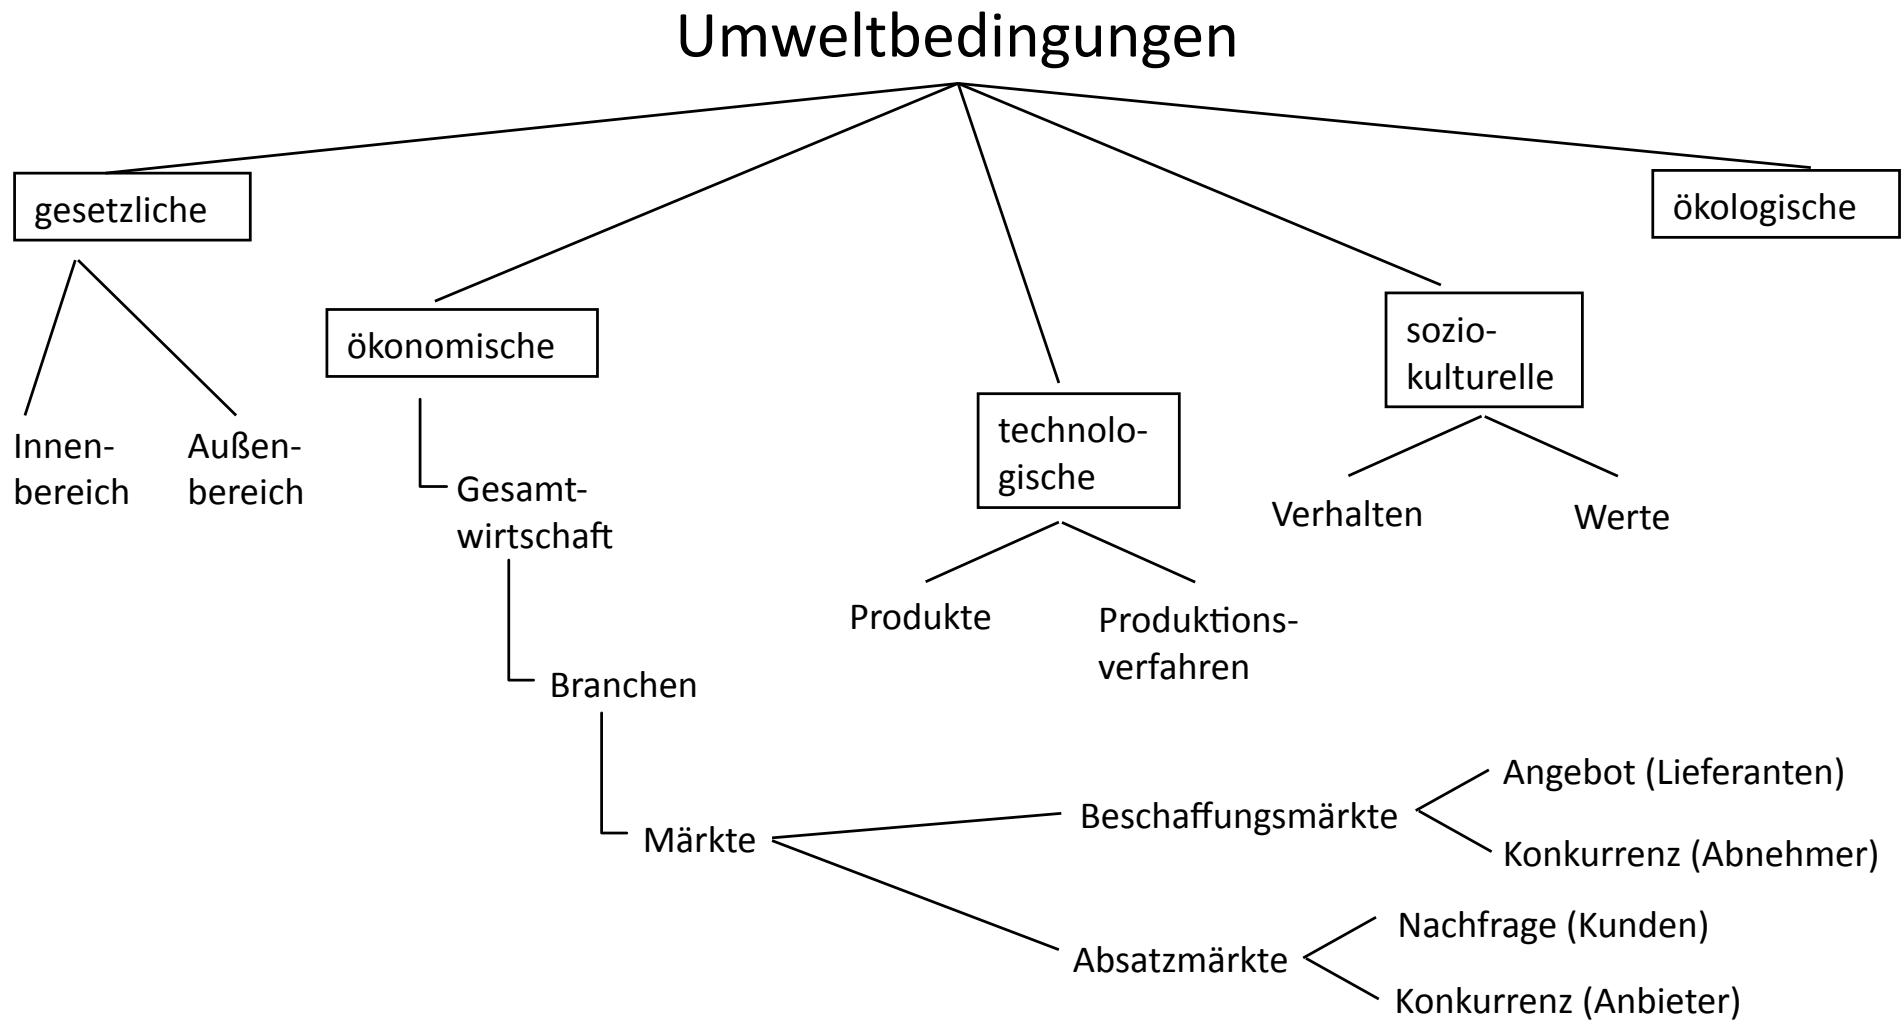 Umweltbedingungen
gesetzliche
ökologische
ökonomische
sozio-
kulturelle
technolo-
gische
Innen-
bereich
Außen-
bereich
Gesamt-
wirtschaft
Verhalten
Werte
Produkte
Produktions-
verfahren
Branchen
Märkte
Beschaffungsmärkte
Angebot (Lieferanten)
Konkurrenz (Abnehmer)
Absatzmärkte
Nachfrage (Kunden)
Konkurrenz (Anbieter)